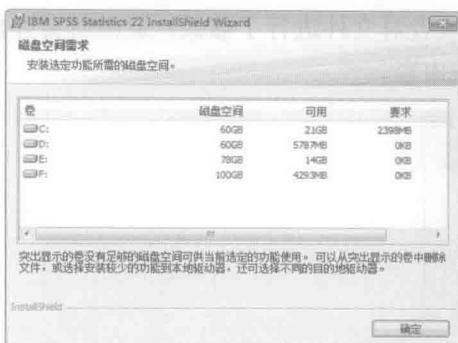 IBM SPSS Statistics 22 InstallShield Wizard
磁盘空间需求
安装选定功能所需的磁盘空间。
卷 磁盘空间 可用 要求
C: 60GB 21GB 2398MB
D: 60GB 5787MB 0KB
E: 78GB 14GB 0KB
F: 100GB 4293MB 0KB
突出显示的卷没有足够的磁盘空间可供当前选定的功能使用。可以从突出显示的卷中删除
文件，或选择安装较少的功能到本地驱动器，还可选择不同的目的地驱动器。
InstallShield
确定